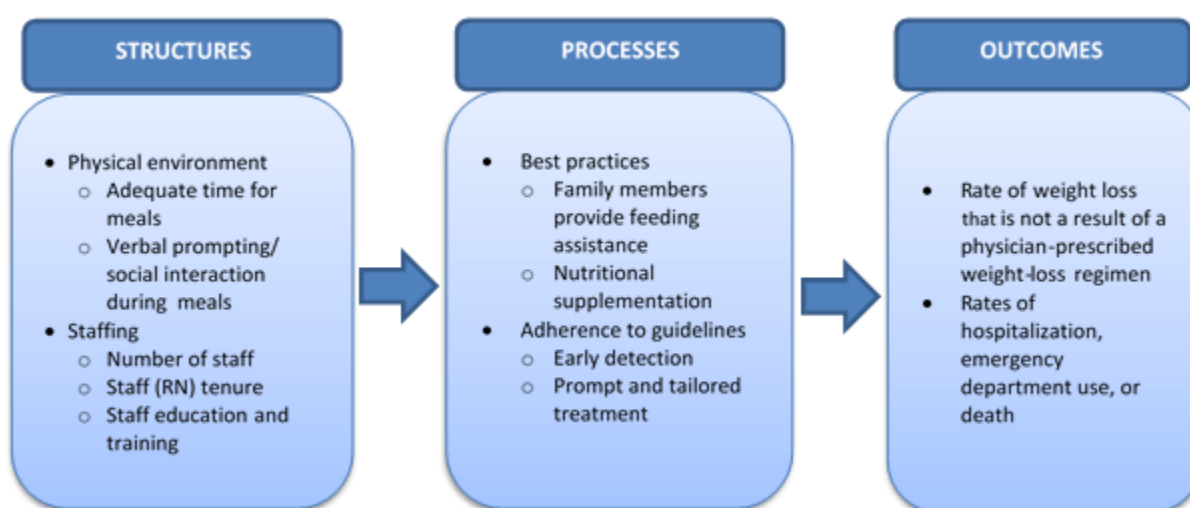 STRUCTURES
• Physical environment
o Adequate time for
meals
o Verbal prompting/
social interaction
during meals
• Staffing
o Number of staff
o Staff (RN) tenure
o Staff education and
training
PROCESSES
• Best practices
o Family members
provide feeding
assistance
o Nutritional
supplementation
• Adherence to guidelines
o Early detection
o Prompt and tailored
treatment
OUTCOMES
• Rate of weight loss
that is not a result of a
physician-prescribed
weight-loss regimen
• Rates of
hospitalization,
emergency
department use, or
death